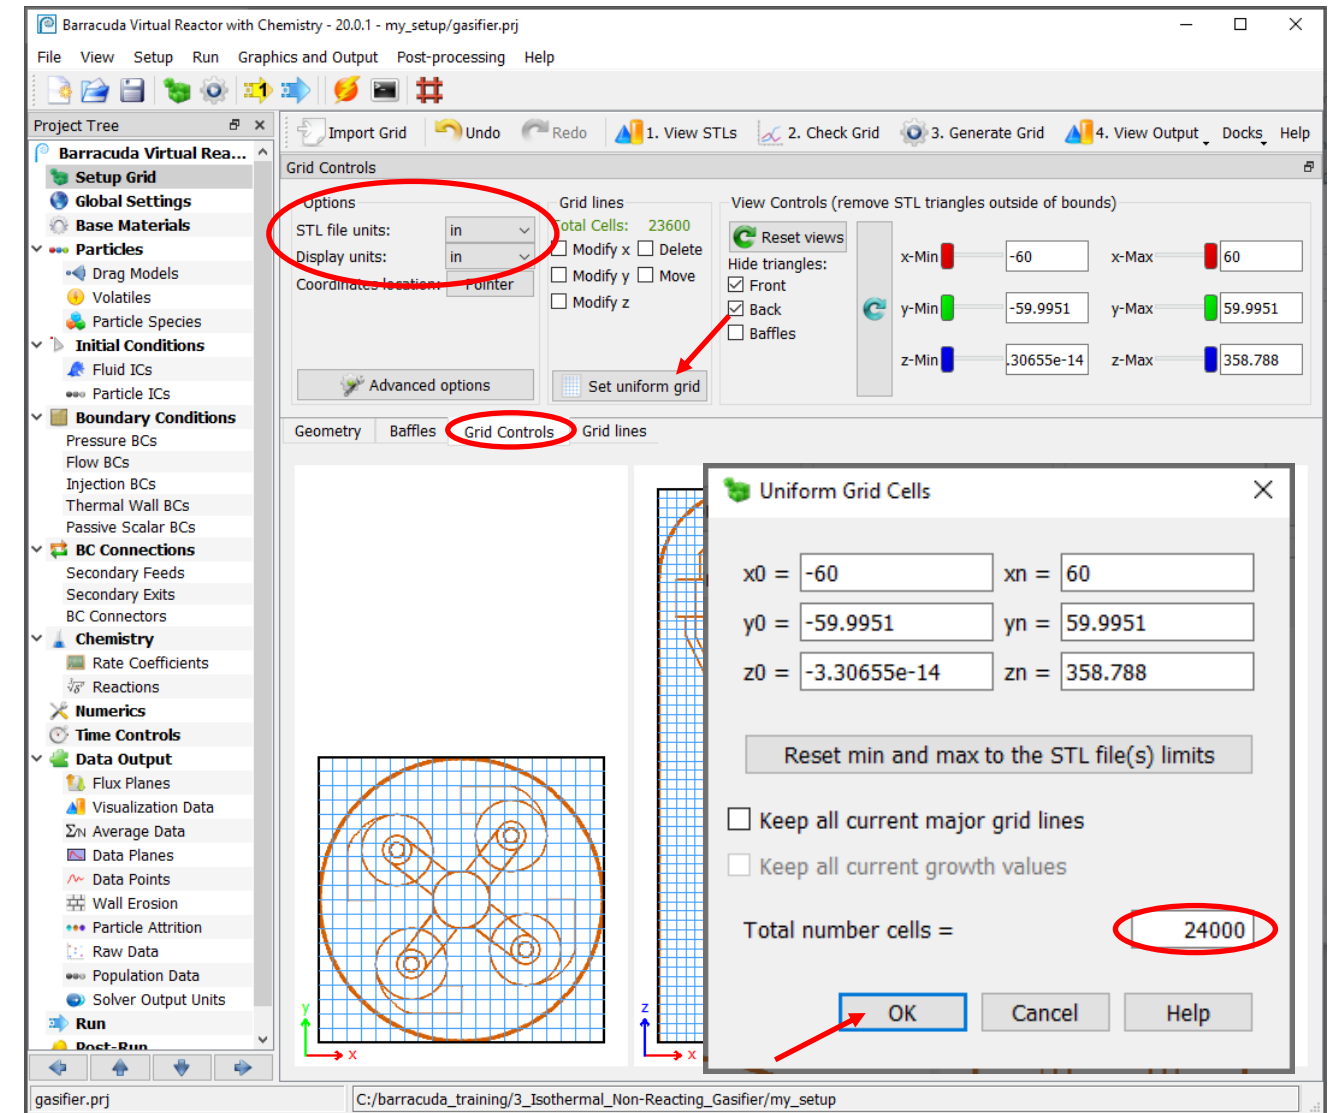 Barracuda Virtual Reactor with Chemistry - 20.0.1 - my_setup/gasifier.prj
File View Setup Run Graphics and Output Post-processing Help
Project Tree
Barracuda Virtual Rea...
Setup Grid
Global Settings
Base Materials
Particles
Drag Models
Volatiles
Particle Species
Initial Conditions
Fluid ICs
Particle ICs
Boundary Conditions
Pressure BCs
Flow BCs
Injection BCs
Thermal Wall BCs
Passive Scalar BCs
BC Connections
Secondary Feeds
Secondary Exits
BC Connectors
Chemistry
Rate Coefficients
Reactions
Numerics
Time Controls
Data Output
Flux Planes
Visualization Data
Average Data
Data Planes
Data Points
Wall Erosion
Particle Attrition
Raw Data
Population Data
Solver Output Units
Run
Post-Run
Import Grid Undo Redo 1. View STLs 2. Check Grid 3. Generate Grid 4. View Output Docks Help
Grid Controls
Options
STL file units: in
Display units: in
Coordinates location: Pointer
Advanced options
Grid lines
Total Cells: 23600
Modify x Delete
Modify y Move
Modify z
Set uniform grid
View Controls (remove STL triangles outside of bounds)
Reset views
Hide triangles:
Front
Back
Baffles
x-Min -60 x-Max 60
y-Min -59.9951 y-Max 59.9951
z-Min .30655e-14 z-Max 358.788
Geometry Baffles Grid Controls Grid lines
y
x
z
x
Uniform Grid Cells
x0 = -60 xn = 60
y0 = -59.9951 yn = 59.9951
z0 = -3.30655e-14 zn = 358.788
Reset min and max to the STL file(s) limits
Keep all current major grid lines
Keep all current growth values
Total number cells = 24000
OK Cancel Help
gasifier.prj C:/barracuda_training/3_Isothermal_Non-Reacting_Gasifier/my_setup